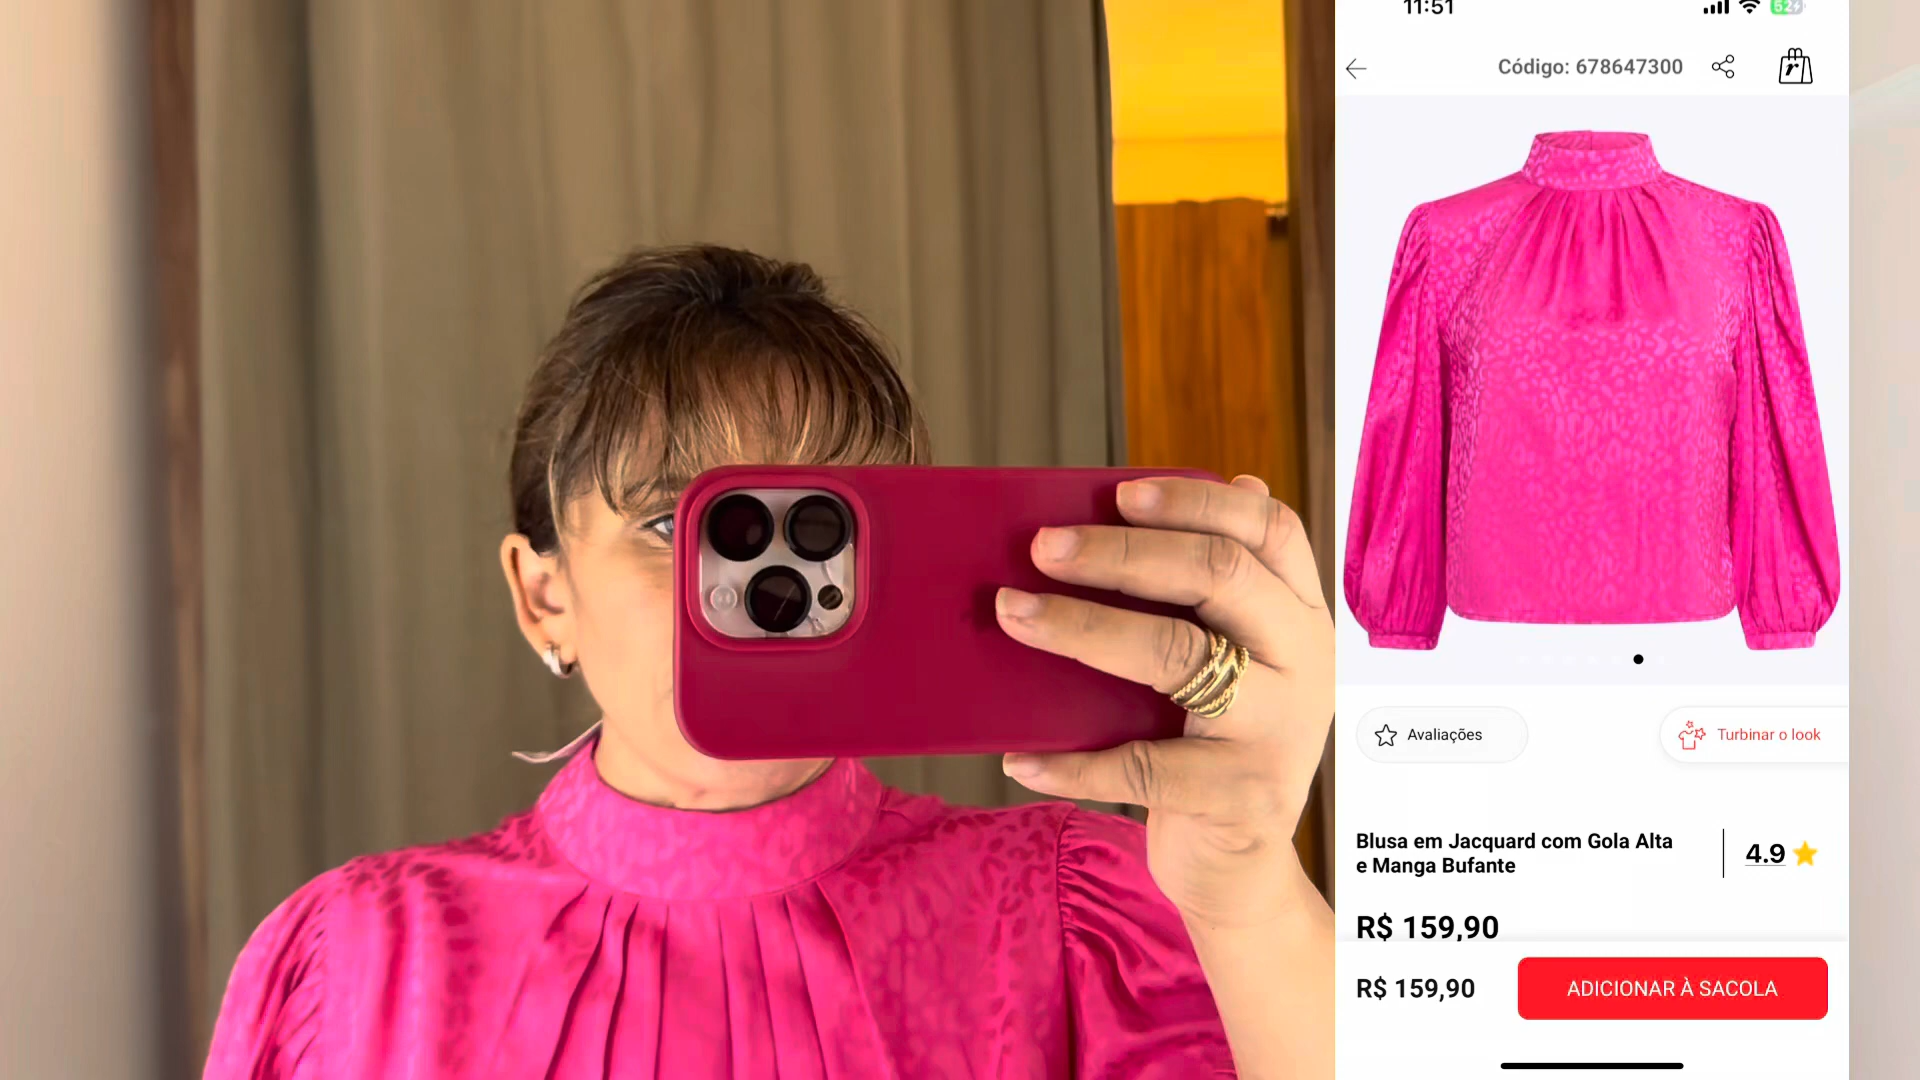 11:51
52
Código: 678647300
r
Avaliações
Turbinar o look
Blusa em Jacquard com Gola Alta
e Manga Bufante
4.9
R$ 159,90
R$ 159,90
ADICIONAR À SACOLA